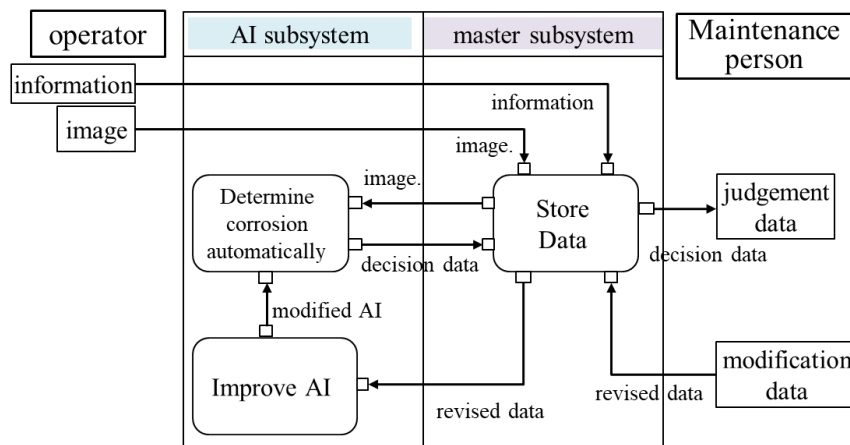 operator
AI subsystem
master subsystem
Maintenance
person
information
information
image
image.
image.
Determine
corrosion
automatically
Store
Data
judgement
data
decision data
decision data
modified AI
Improve AI
modification
data
revised data
revised data